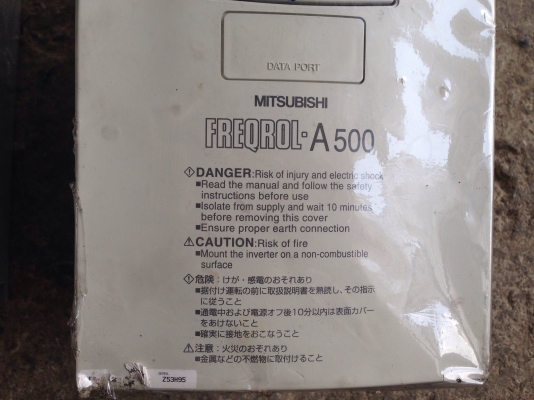 DATA PORT
MITSUBISHI
FREQROL-A500
DANGER:Risk of injury and electric shock
■Read the manual and follow the safety
instructions before use
■Isolate from supply and wait 10 minutes
before removing this cover
■Ensure proper earth connection
CAUTION:Risk of fire
■Mount the inverter on a non-combustible
surface
危険：けが・感電のおそれあり
■据付け運転の前に取扱説明書を熟読し、その指示
に従うこと
■通電中および電源オフ後10分以内は表面カバー
をあけないこと
■確実に接地をおこなうこと
注意：火災のおそれあり
■金属などの不燃物に取付けること